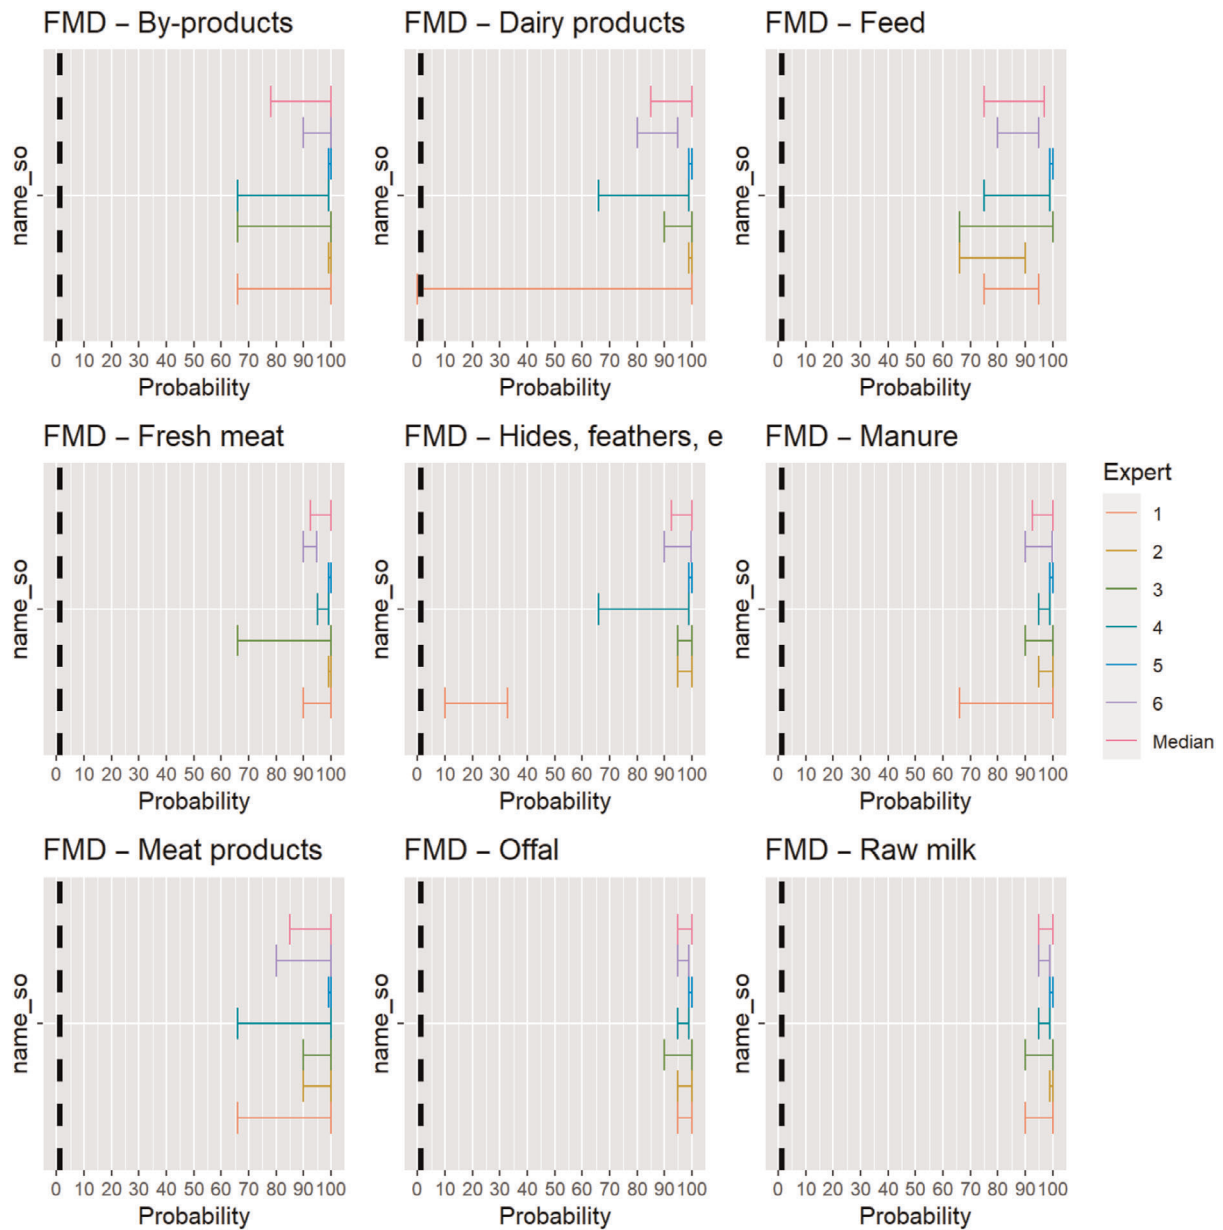 FMD – By-products
FMD – Dairy products
FMD – Feed
name_so
name_so
name_so
0 10 20 30 40 50 60 70 80 90 100
0 10 20 30 40 50 60 70 80 90 100
0 10 20 30 40 50 60 70 80 90 100
Probability
Probability
Probability
FMD – Fresh meat
FMD – Hides, feathers, e
FMD – Manure
name_so
name_so
name_so
0 10 20 30 40 50 60 70 80 90 100
0 10 20 30 40 50 60 70 80 90 100
0 10 20 30 40 50 60 70 80 90 100
Probability
Probability
Probability
Expert
1
2
3
4
5
6
Median
FMD – Meat products
FMD – Offal
FMD – Raw milk
name_so
name_so
name_so
0 10 20 30 40 50 60 70 80 90 100
0 10 20 30 40 50 60 70 80 90 100
0 10 20 30 40 50 60 70 80 90 100
Probability
Probability
Probability